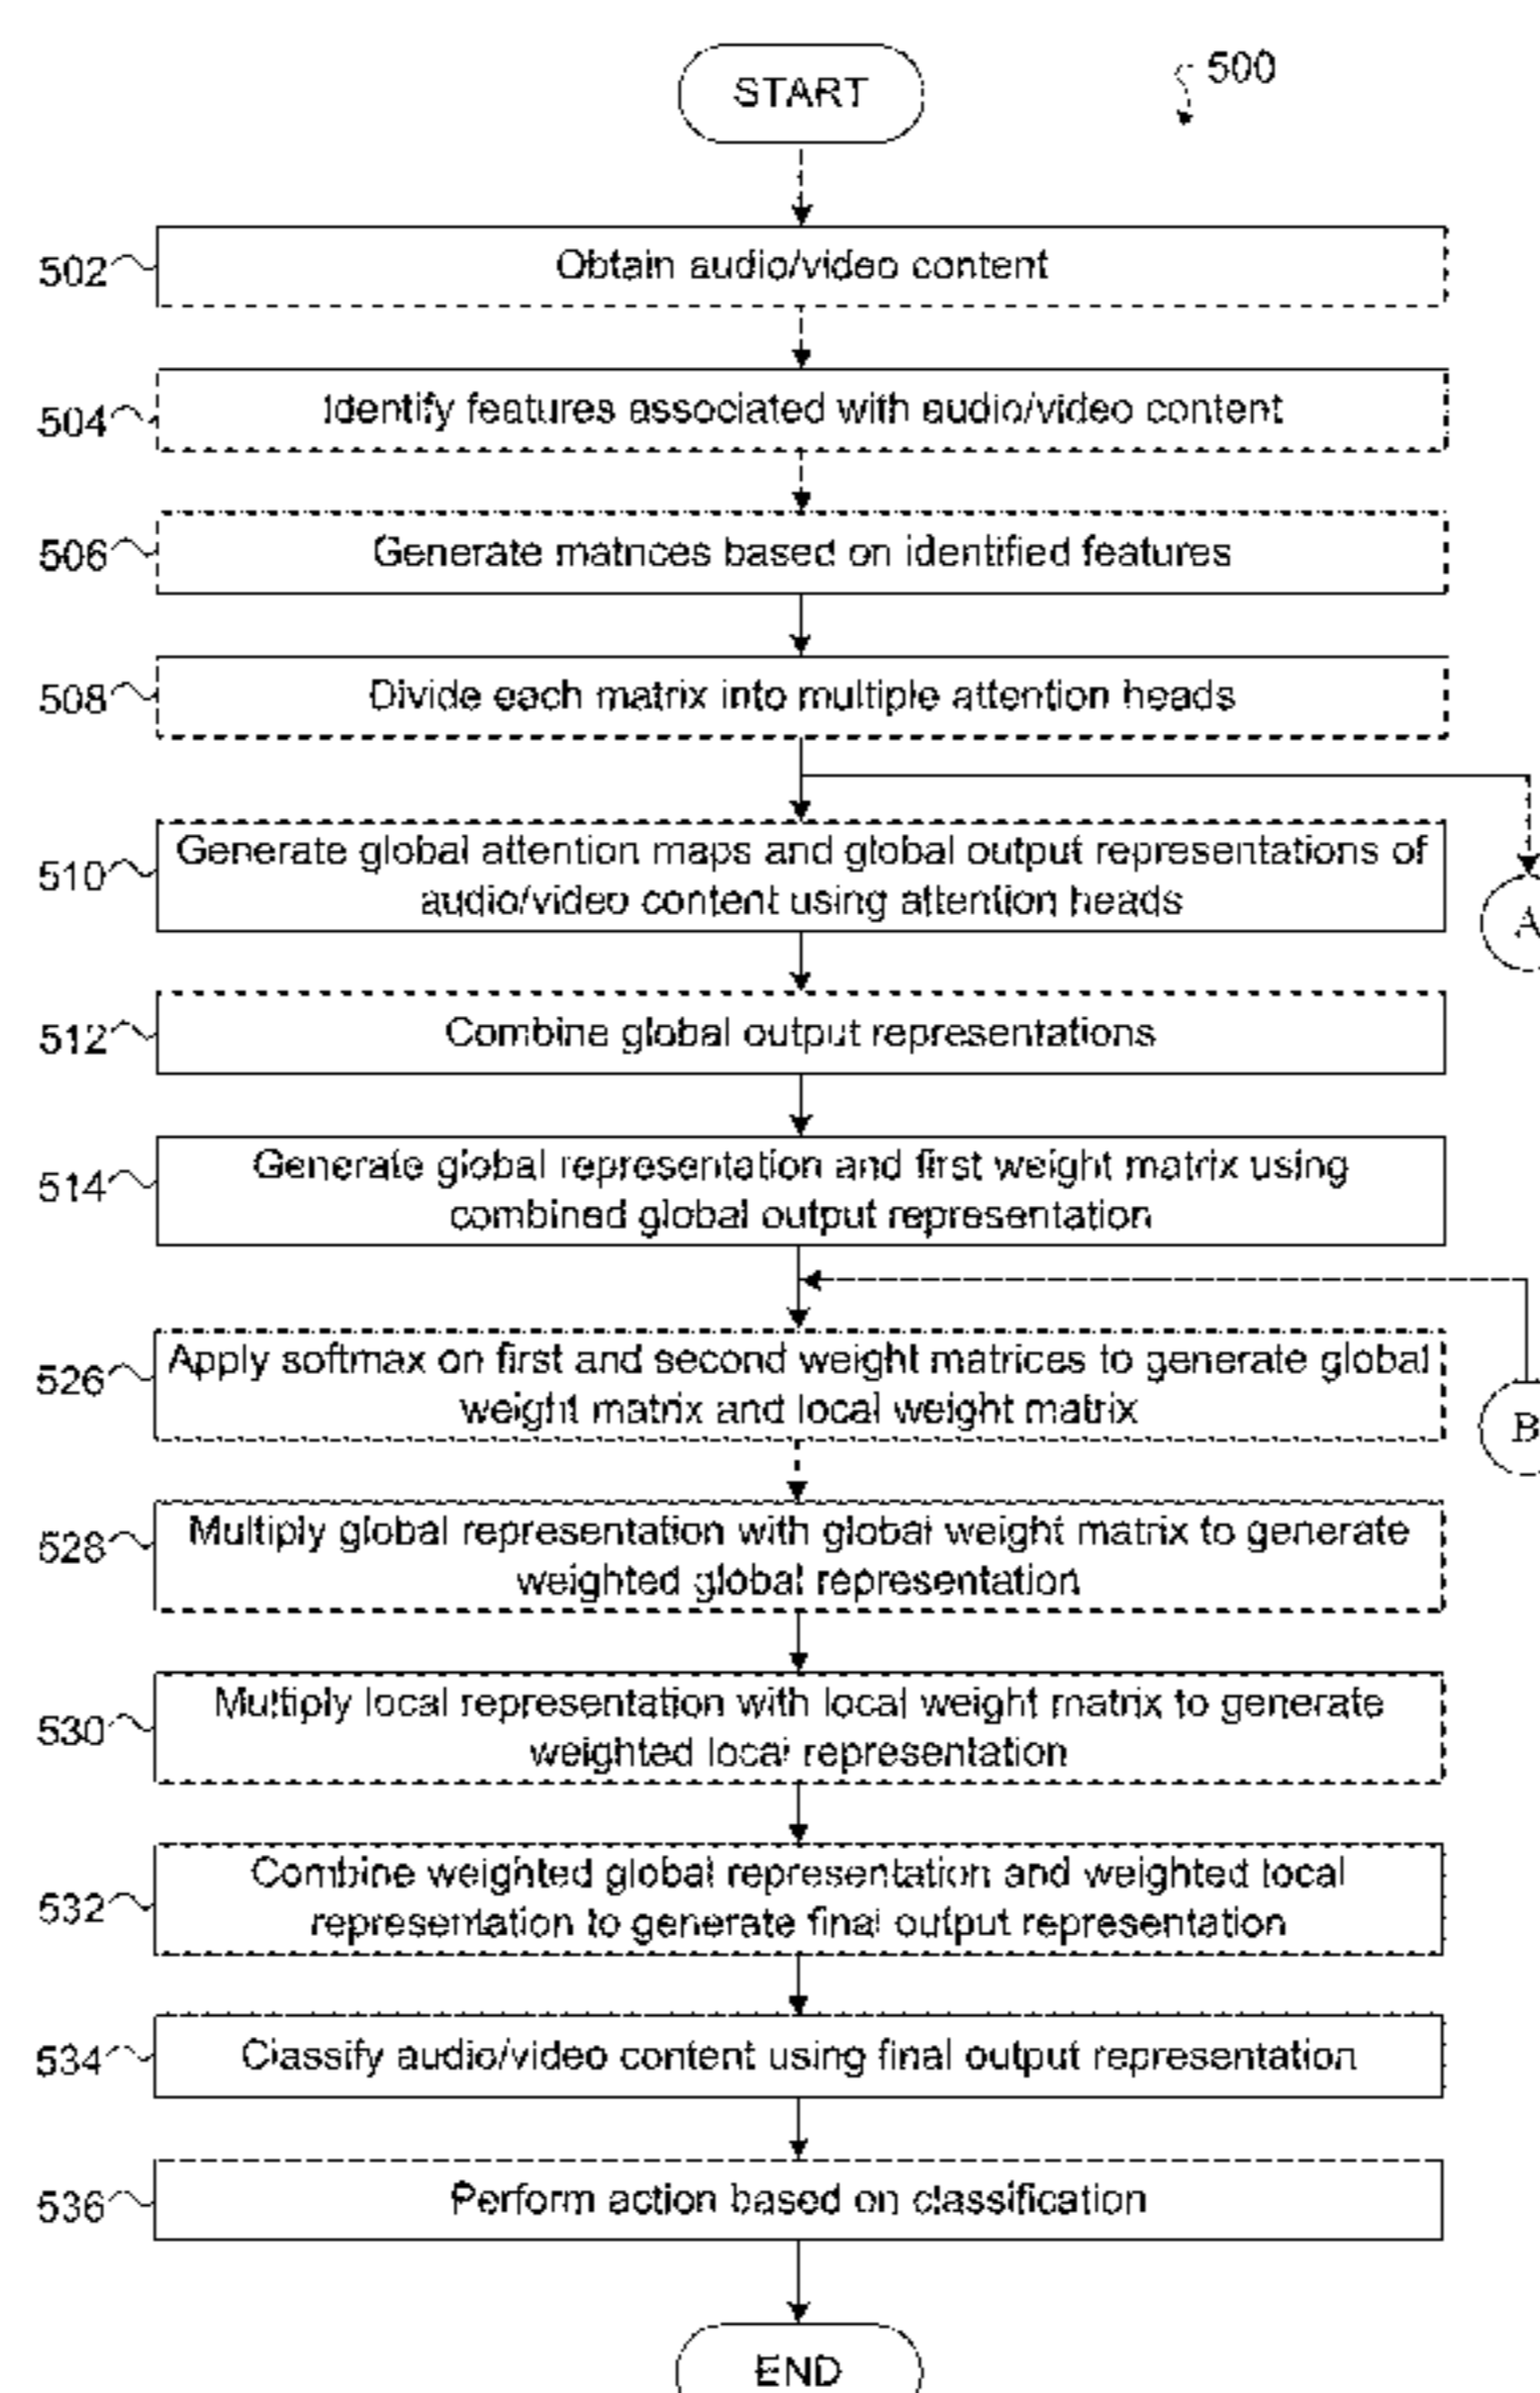 START
500
502
Obtain audio/video content
504
Identify features associated with audio/video content
506
Generate matrices based on identified features
508
Divide each matrix into multiple attention heads
510
Generate global attention maps and global output representations of
audio/video content using attention heads
A
512
Combine global output representations
514
Generate global representation and first weight matrix using
combined global output representation
526
Apply softmax on first and second weight matrices to generate global
weight matrix and local weight matrix
B
528
Multiply global representation with global weight matrix to generate
weighted global representation
530
Multiply local representation with local weight matrix to generate
weighted local representation
532
Combine weighted global representation and weighted local
representation to generate final output representation
534
Classify audio/video content using final output representation
536
Perform action based on classification
END